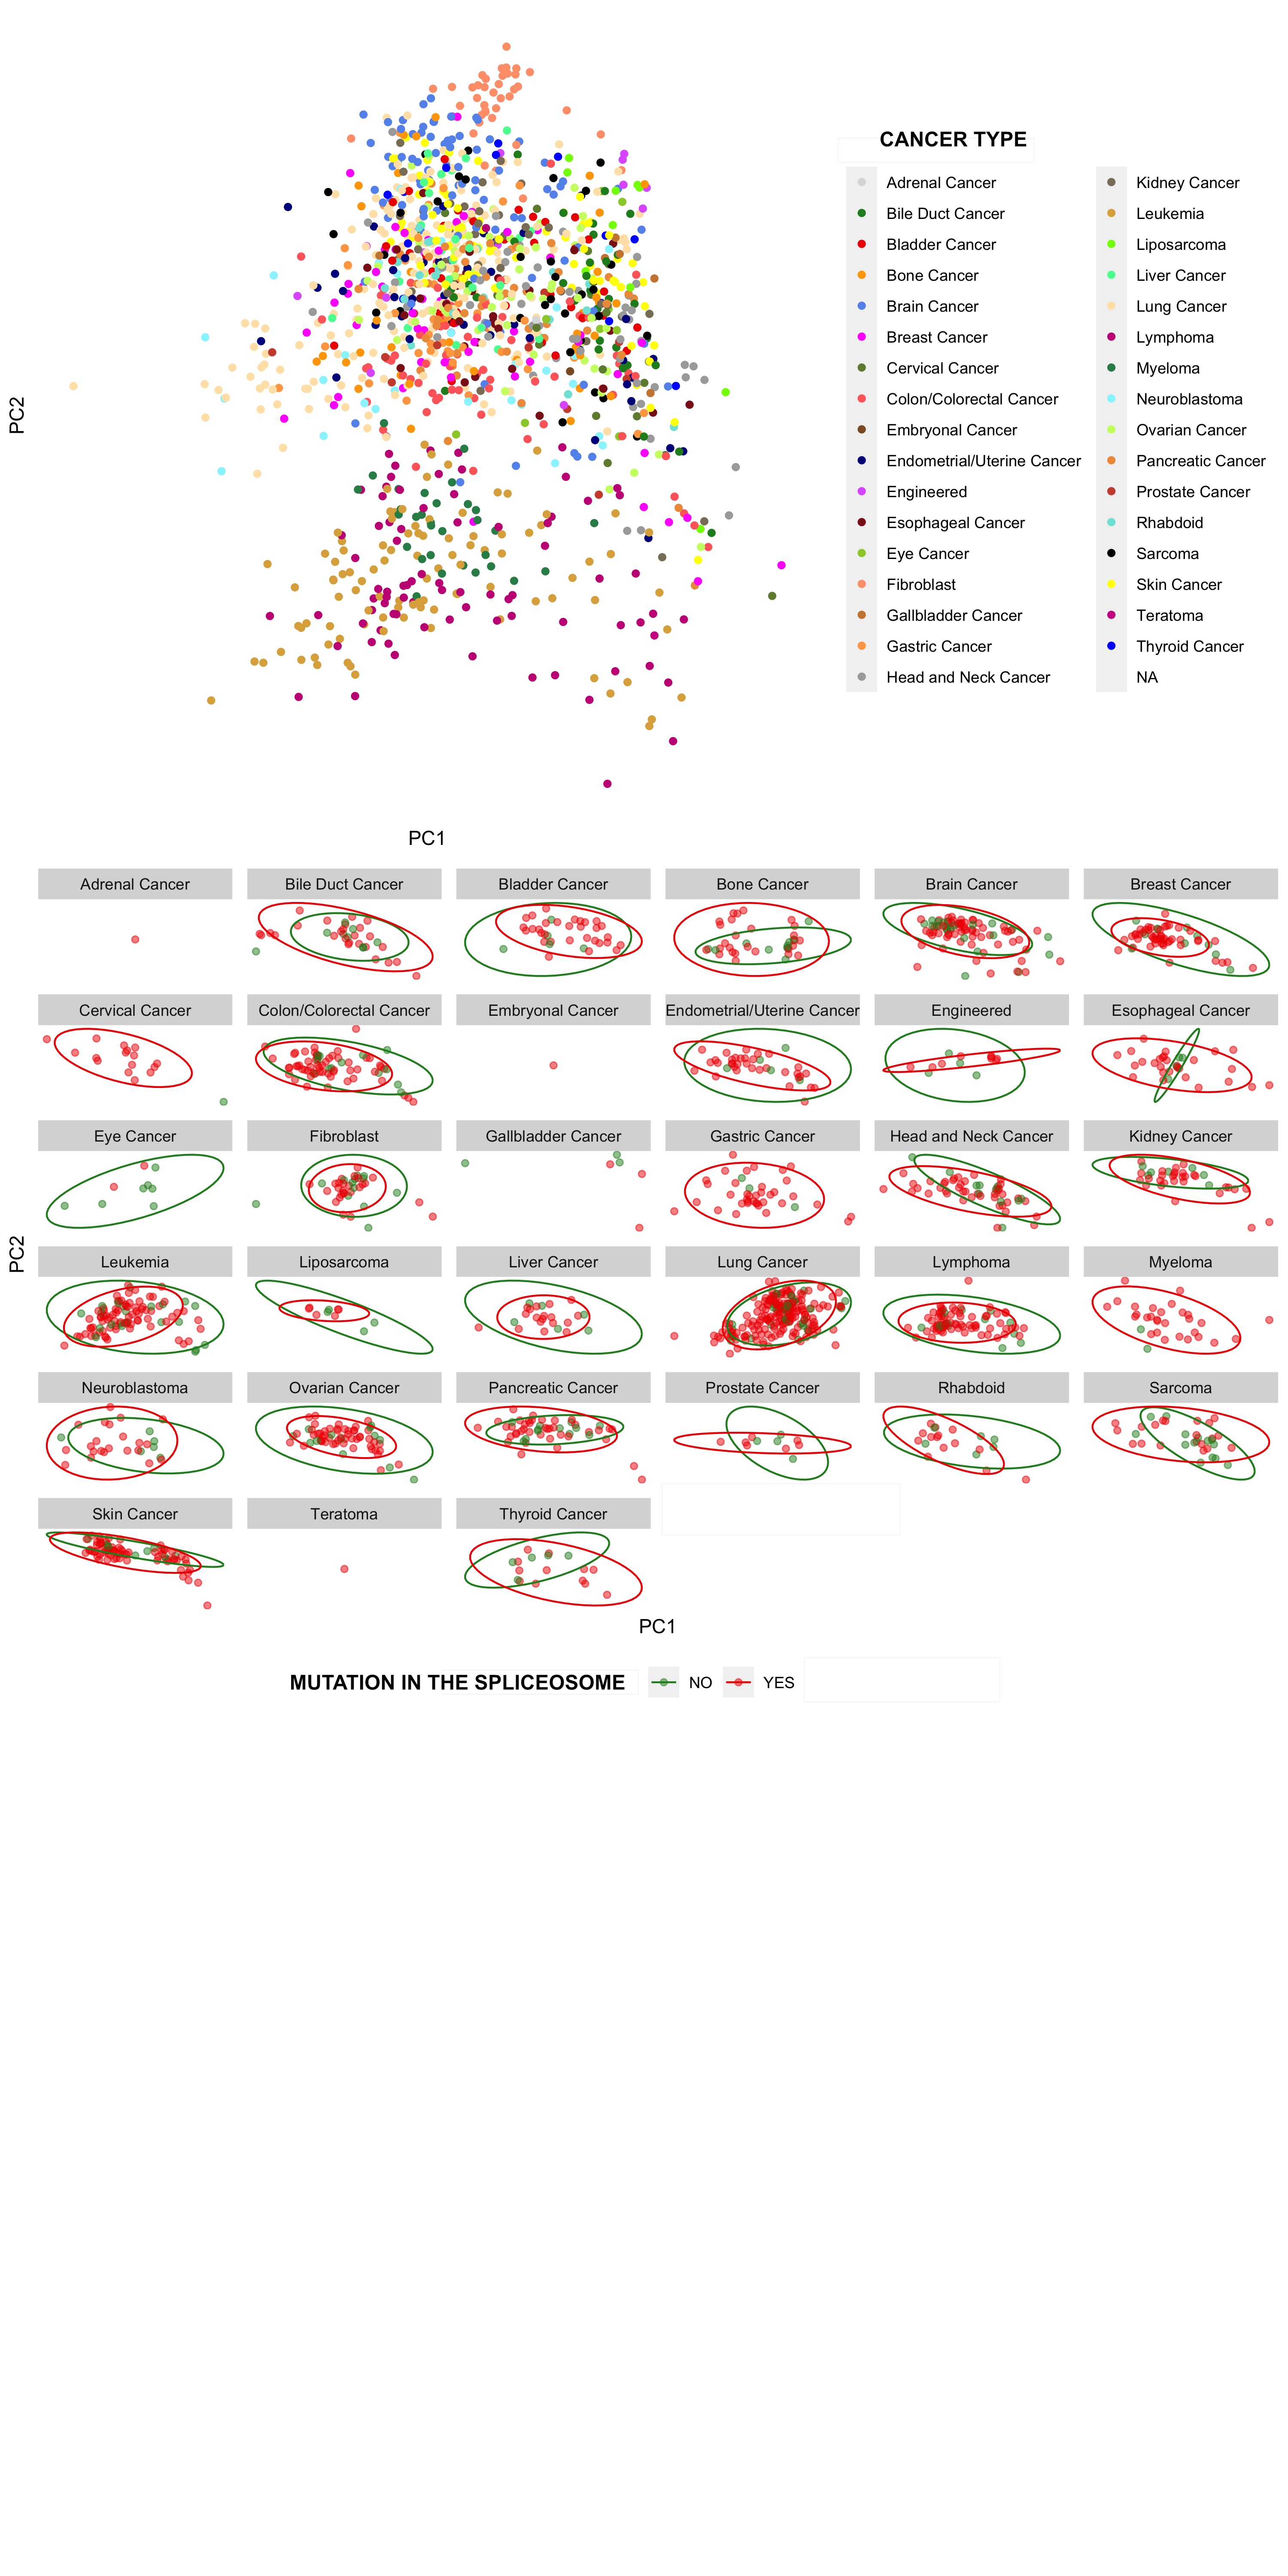 CANCER TYPE
Adrenal Cancer
Bile Duct Cancer
Bladder Cancer
Bone Cancer
Brain Cancer
Breast Cancer
Cervical Cancer
Colon/Colorectal Cancer
Embryonal Cancer
Endometrial/Uterine Cancer
Engineered
Esophageal Cancer
Eye Cancer
Fibroblast
Gallbladder Cancer
Gastric Cancer
Head and Neck Cancer
Kidney Cancer
Leukemia
Liposarcoma
Liver Cancer
Lung Cancer
Lymphoma
Myeloma
Neuroblastoma
Ovarian Cancer
Pancreatic Cancer
Prostate Cancer
Rhabdoid
Sarcoma
Skin Cancer
Teratoma
Thyroid Cancer
NA
PC2
PC1
Adrenal Cancer
Bile Duct Cancer
Bladder Cancer
Bone Cancer
Brain Cancer
Breast Cancer
Cervical Cancer
Colon/Colorectal Cancer
Embryonal Cancer
Endometrial/Uterine Cancer
Engineered
Esophageal Cancer
Eye Cancer
Fibroblast
Gallbladder Cancer
Gastric Cancer
Head and Neck Cancer
Kidney Cancer
PC2
Leukemia
Liposarcoma
Liver Cancer
Lung Cancer
Lymphoma
Myeloma
Neuroblastoma
Ovarian Cancer
Pancreatic Cancer
Prostate Cancer
Rhabdoid
Sarcoma
Skin Cancer
Teratoma
Thyroid Cancer
PC1
MUTATION IN THE SPLICEOSOME NO YES